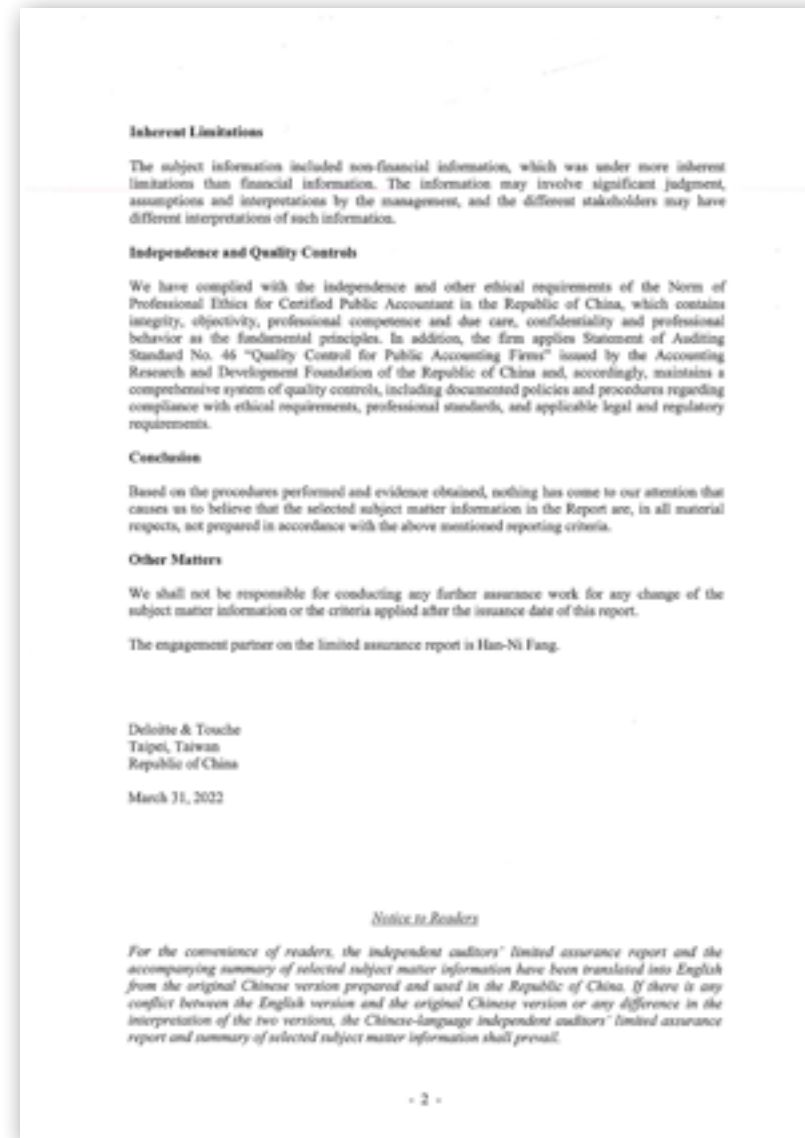 Inherent Limitations
The subject information included non-financial information, which was under more inherent
limitations than financial information. The information may involve significant judgment,
assumptions and interpretations by the management, and the different stakeholders may have
different interpretations of such information.
Independence and Quality Controls
We have complied with the independence and other ethical requirements of the Norm of
Professional Ethics for Certified Public Accountant in the Republic of China, which contains
integrity, objectivity, professional competence and due care, confidentiality and professional
behavior as the fundamental principles. In addition, the firm applies Statement of Auditing
Standard No. 46 “Quality Control for Public Accounting Firms” issued by the Accounting
Research and Development Foundation of the Republic of China and, accordingly, maintains a
comprehensive system of quality controls, including documented policies and procedures regarding
compliance with ethical requirements, professional standards, and applicable legal and regulatory
requirements.
Conclusion
Based on the procedures performed and evidence obtained, nothing has come to our attention that
causes us to believe that the selected subject matter information in the Report are, in all material
respects, not prepared in accordance with the above mentioned reporting criteria.
Other Matters
We shall not be responsible for conducting any further assurance work for any change of the
subject matter information or the criteria applied after the issuance date of this report.
The engagement partner on the limited assurance report is Han-Ni Fang.
Deloitte & Touche
Taipei, Taiwan
Republic of China
March 31, 2022
Notice to Readers
For the convenience of readers, the independent auditors’ limited assurance report and the
accompanying summary of selected subject matter information have been translated into English
from the original Chinese version prepared and used in the Republic of China. If there is any
conflict between the English version and the original Chinese version or any difference in the
interpretation of the two versions, the Chinese-language independent auditors’ limited assurance
report and summary of selected subject matter information shall prevail.
- 2 -